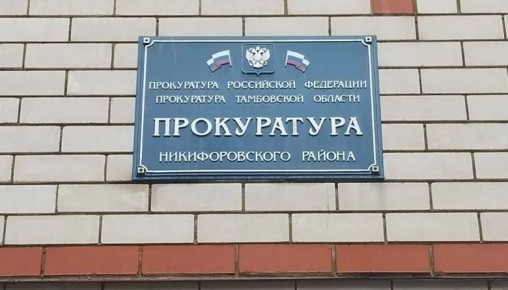 ПРОКУРАТУРА РОССИЙСКОЙ ФЕДЕРАЦИИ
ПРОКУРАТУРА ТАМБОВСКОЙ ОБЛАСТИ
ПРОКУРАТУРА
НИКИФОРОВСКОГО РАЙОНА